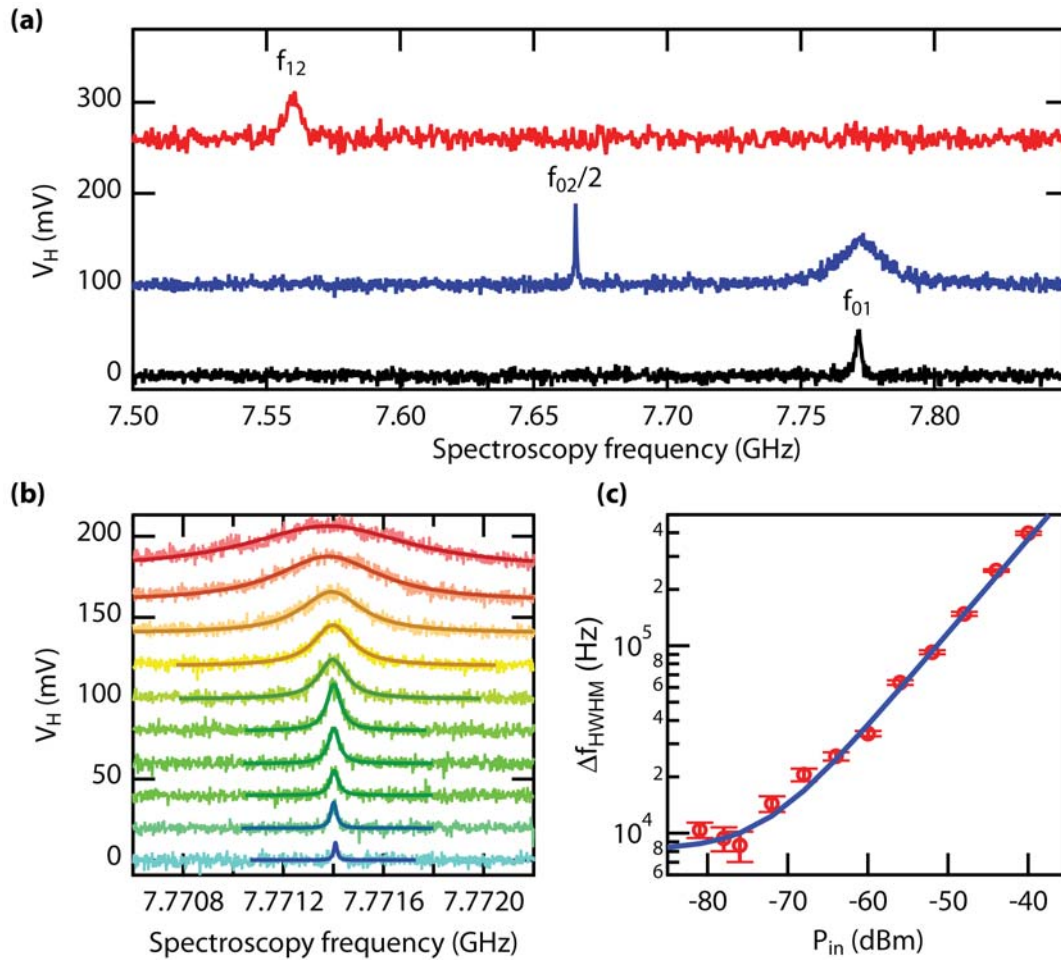 (a)
f12
300
f02/2
200
VH (mV)
100
f01
0
7.50 7.55 7.60 7.65 7.70 7.75 7.80
Spectroscopy frequency (GHz)
(b)
200
150
VH (mV)
100
50
0
7.7708 7.7712 7.7716 7.7720
Spectroscopy frequency (GHz)
(c)
4
2
10^5
8
6
ΔfHWHM (Hz)
4
2
10^4
8
6
-80 -70 -60 -50 -40
Pin (dBm)